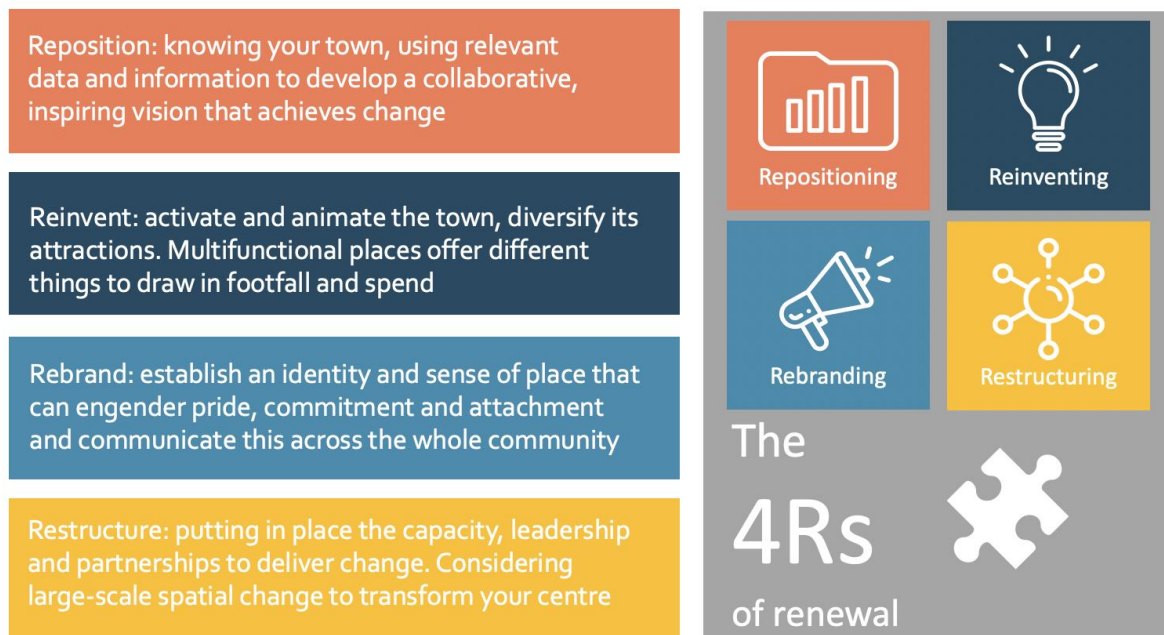 Reposition: knowing your town, using relevant
data and information to develop a collaborative,
inspiring vision that achieves change
Reinvent: activate and animate the town, diversify its
attractions. Multifunctional places offer different
things to draw in footfall and spend
Rebrand: establish an identity and sense of place that
can engender pride, commitment and attachment
and communicate this across the whole community
Restructure: putting in place the capacity, leadership
and partnerships to deliver change. Considering
large-scale spatial change to transform your centre
Repositioning
Reinventing
Rebranding
Restructuring
The
4Rs
of renewal